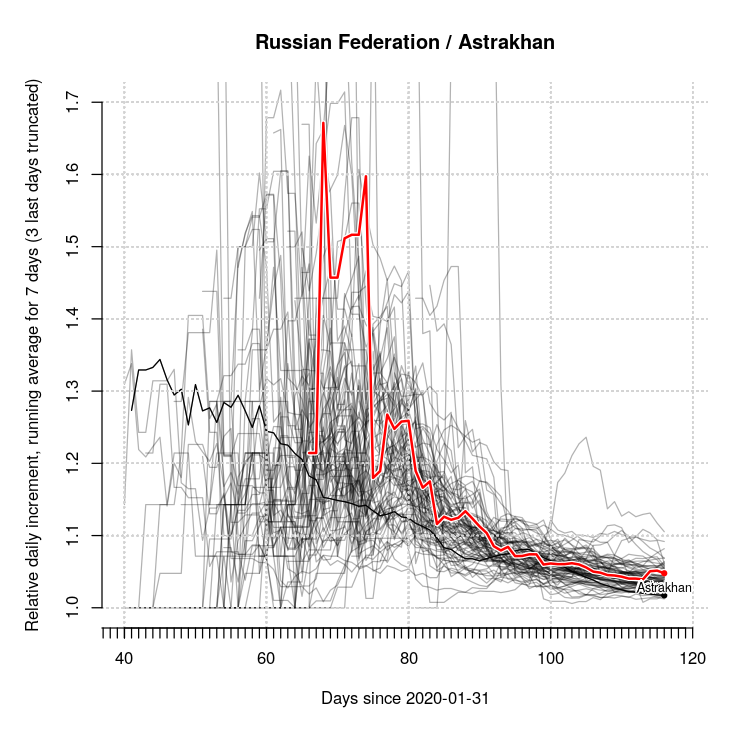 Russian Federation / Astrakhan
Relative daily increment, running average for 7 days (3 last days truncated)
1.7
1.6
1.5
1.4
1.3
1.2
1.1
1.0
Astrakhan
40 60 80 100 120
Days since 2020-01-31